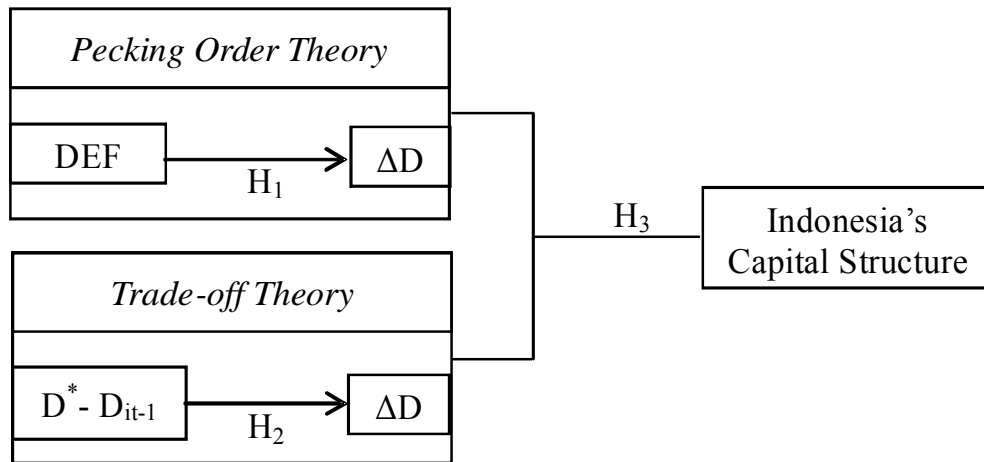 Pecking Order Theory
DEF
ΔD
H₁
H₃
Indonesia's
Capital Structure
Trade-off Theory
D* - Dᵢₜ₋₁
ΔD
H₂